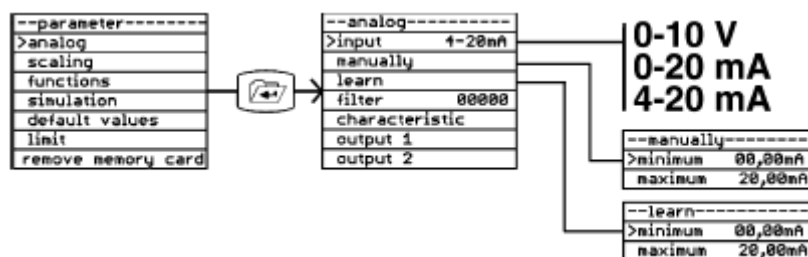 --parameter--------
>analog
scaling
functions
simulation
default values
limit
remove memory card
--analog-----------
>input 4-20mA
manually
learn
filter 00000
characteristic
output 1
output 2
0-10 V
0-20 mA
4-20 mA
--manually---------
>minimum 00,00mA
maximum 20,00mA
--learn------------
>minimum 00,00mA
maximum 20,00mA